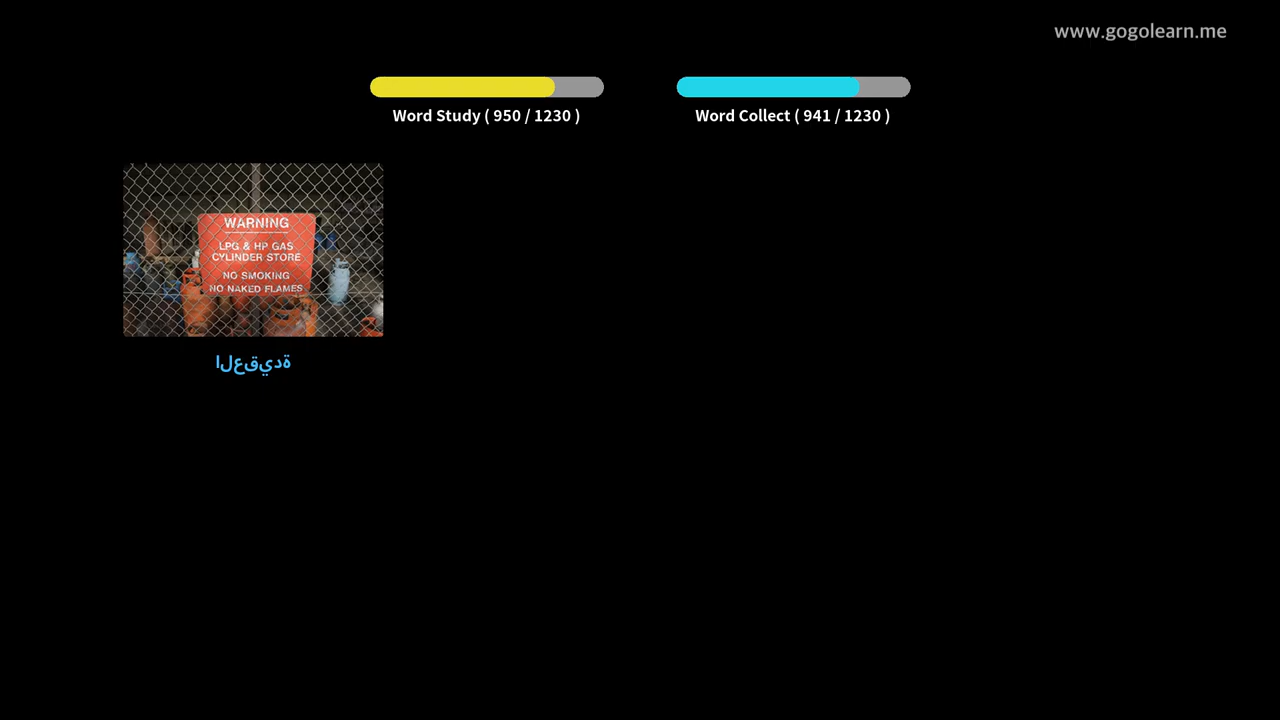 www.gogolearn.me
Word Study ( 950 / 1230 )
Word Collect ( 941 / 1230 )
WARNING
LPG & HP GAS
CYLINDER STORE
NO SMOKING
NO NAKED FLAMES
العقيدة